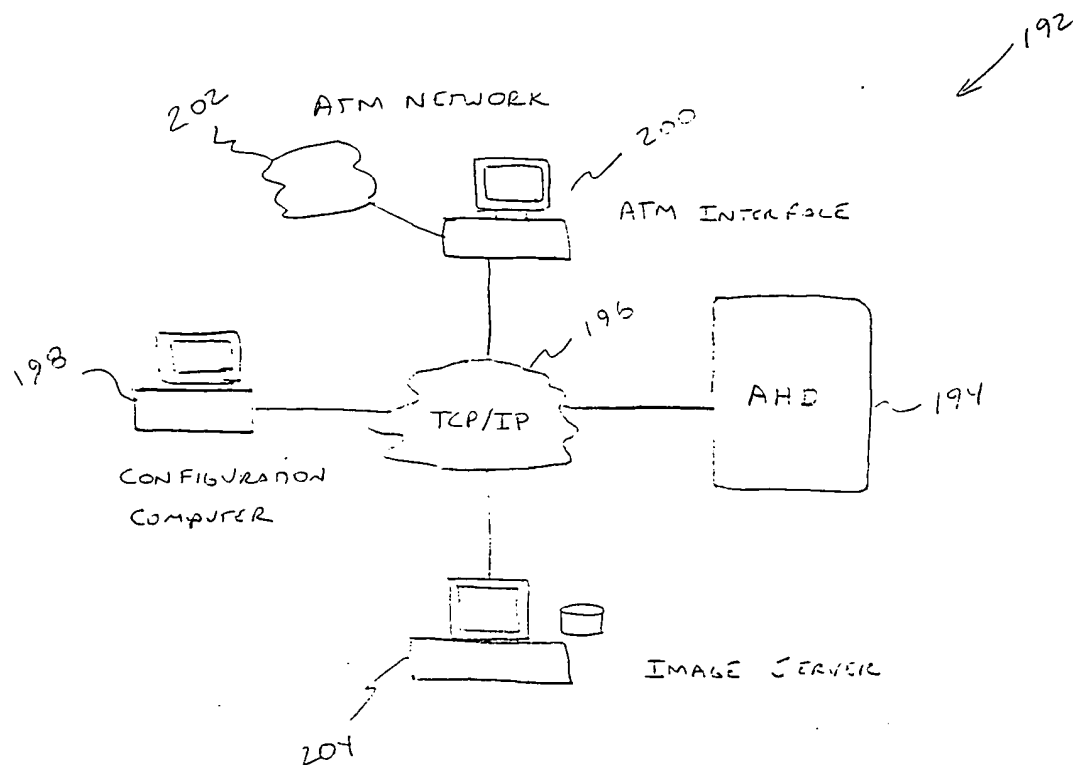 192
202
ATM NETWORK
200
ATM INTERFACE
196
198
TCP/IP
AHD
194
CONFIGURATION
COMPUTER
IMAGE SERVER
204